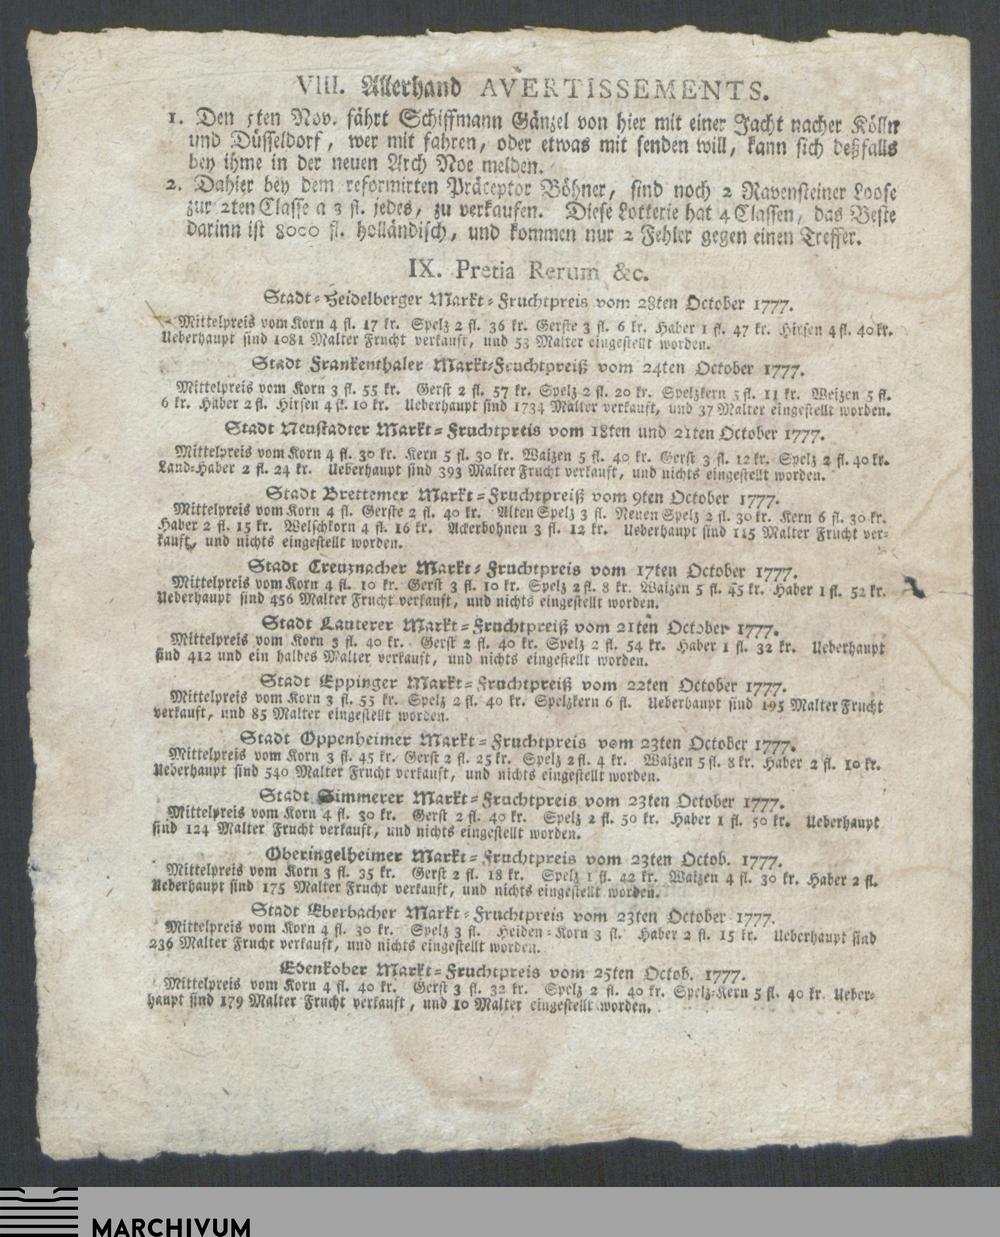 VIII. Allerhand AVERTISSEMENTS.
1. Den 5ten Nov. fährt Schiffmann Gänzel von hier mit einer Jacht nacher Kölln
und Düsseldorf, wer mit fahren, oder etwas mit senden will, kann sich deßfalls
bey ihme in der neuen Arch Noe melden.
2. Dahier bey dem reformirten Präceptor Böhner, sind noch 2 Ravensteiner Loose
zur 2ten Classe a 3 fl. jedes, zu verkaufen. Diese Lotterie hat 4 Classen, das Beste
darinn ist 8000 fl. holländisch, und kommen nur 2 Fehler gegen einen Treffer.
IX. Pretia Rerum &c.
Stadt-Heidelberger Markt-Fruchtpreis vom 28ten October 1777.
Mittelpreis vom Korn 4 fl. 17 kr. Spelz 2 fl. 36 kr. Gerste 3 fl. 6 kr. Haber 1 fl. 47 kr. Hirsen 4 fl. 40 kr.
Ueberhaupt sind 1081 Malter Frucht verkauft, und 53 Malter eingestellt worden.
Stadt Frankenthaler Markt-Fruchtpreiß vom 24ten October 1777.
Mittelpreis vom Korn 3 fl. 55 kr. Gerst 2 fl. 57 kr. Spelz 2 fl. 20 kr. Spelzkern 5 fl. 11 kr. Weizen 5 fl.
6 kr. Haber 2 fl. Hirsen 4 fl. 10 kr. Ueberhaupt sind 1734 Malter verkauft, und 37 Malter eingestellt worden.
Stadt Neustadter Markt-Fruchtpreis vom 18ten und 21ten October 1777.
Mittelpreis vom Korn 4 fl. 30 kr. Kern 5 fl. 30 kr. Waizen 5 fl. 40 kr. Gerst 3 fl. 12 kr. Spelz 2 fl. 40 kr.
Land-Haber 2 fl. 24 kr. Ueberhaupt sind 393 Malter Frucht verkauft, und nichts eingestellt worden.
Stadt Brettemer Markt-Fruchtpreiß vom 9ten October 1777.
Mittelpreis vom Korn 4 fl. Gerste 2 fl. 40 kr. Alten Spelz 3 fl. Neuen Spelz 2 fl. 30 kr. Kern 6 fl. 30 kr.
Haber 2 fl. 15 kr. Welschkorn 4 fl. 16 kr. Ackerbohnen 3 fl. 12 kr. Ueberhaupt sind 115 Malter Frucht ver-
kauft, und nichts eingestellt worden.
Stadt Creuznacher Markt-Fruchtpreis vom 17ten October 1777.
Mittelpreis vom Korn 4 fl. 10 kr. Gerst 3 fl. 10 kr. Spelz 2 fl. 8 kr. Waizen 5 fl. 45 kr. Haber 1 fl. 52 kr.
Ueberhaupt sind 456 Malter Frucht verkauft, und nichts eingestellt worden.
Stadt Lauterer Markt-Fruchtpreiß vom 21ten October 1777.
Mittelpreis vom Korn 3 fl. 40 kr. Gerst 2 fl. 40 kr. Spelz 2 fl. 54 kr. Haber 1 fl. 32 kr. Ueberhaupt
sind 412 und ein halbes Malter verkauft, und nichts eingestellt worden.
Stadt Eppinger Markt-Fruchtpreiß vom 22ten October 1777.
Mittelpreis vom Korn 3 fl. 55 kr. Spelz 2 fl. 40 kr. Spelzkern 6 fl. Ueberhaupt sind 195 Malter Frucht
verkauft, und 85 Malter eingestellt worden.
Stadt Oppenheimer Markt-Fruchtpreis vom 23ten October 1777.
Mittelpreis vom Korn 3 fl. 45 kr. Gerst 2 fl. 25 kr. Spelz 2 fl. 4 kr. Waizen 5 fl. 8 kr. Haber 2 fl. 10 kr.
Ueberhaupt sind 540 Malter Frucht verkauft, und nichts eingestellt worden.
Stadt Simmerer Markt-Fruchtpreis vom 23ten October 1777.
Mittelpreis vom Korn 4 fl. 30 kr. Gerst 2 fl. 40 kr. Spelz 2 fl. 50 kr. Haber 1 fl. 50 kr. Ueberhaupt
sind 124 Malter Frucht verkauft, und nichts eingestellt worden.
Oberingelheimer Markt-Fruchtpreis vom 23ten Octob. 1777.
Mittelpreis vom Korn 3 fl. 35 kr. Gerst 2 fl. 18 kr. Spelz 1 fl. 42 kr. Waizen 4 fl. 30 kr. Haber 2 fl.
Ueberhaupt sind 175 Malter Frucht verkauft, und nichts eingestellt worden.
Stadt Eberbacher Markt-Fruchtpreis vom 23ten October 1777.
Mittelpreis vom Korn 4 fl. 30 kr. Spelz 3 fl. Heiden-Korn 3 fl. Haber 2 fl. 15 kr. Ueberhaupt sind
236 Malter Frucht verkauft, und nichts eingestellt worden.
Edenkober Markt-Fruchtpreis vom 25ten Octob. 1777.
Mittelpreis vom Korn 4 fl. 40 kr. Gerst 3 fl. 32 kr. Spelz 2 fl. 40 kr. Spelz-Kern 5 fl. 40 kr. Ueber-
haupt sind 179 Malter Frucht verkauft, und 10 Malter eingestellt worden.
MARCHIVUM